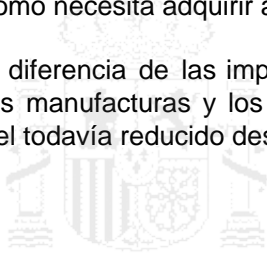 omo necesita adquirir a
diferencia de las imp
s manufacturas y los
el todavía reducido des